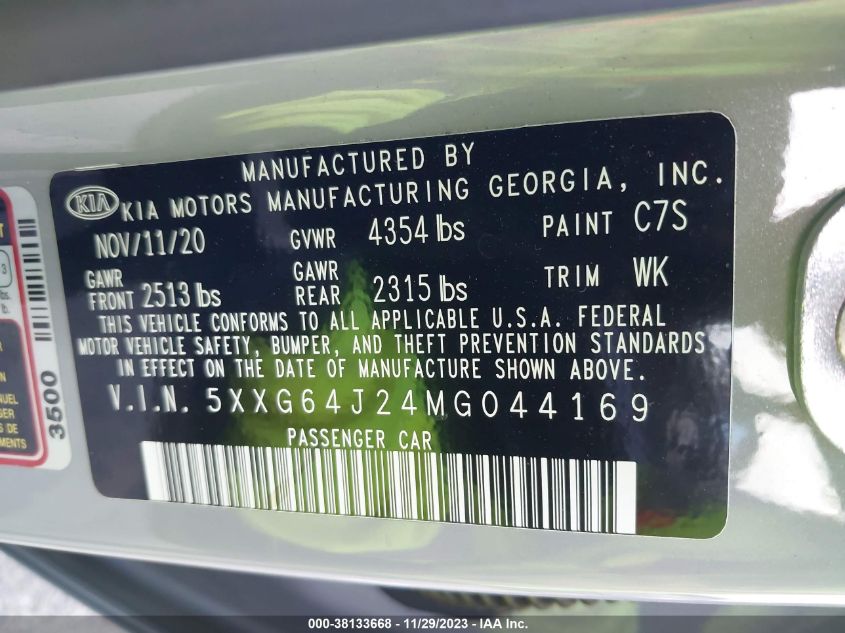 MANUFACTURED BY
KIA KIA MOTORS MANUFACTURING GEORGIA, INC.
NOV/11/20 GVWR 4354 lbs PAINT C7S
GAWR FRONT 2513 lbs GAWR REAR 2315 lbs TRIM WK
THIS VEHICLE CONFORMS TO ALL APPLICABLE U.S.A. FEDERAL
MOTOR VEHICLE SAFETY, BUMPER, AND THEFT PREVENTION STANDARDS
IN EFFECT ON THE DATE OF MANUFACTURE SHOWN ABOVE.
V.I.N. 5XXG64J24MG044169
PASSENGER CAR
3500
000-38133668 - 11/29/2023 - IAA Inc.